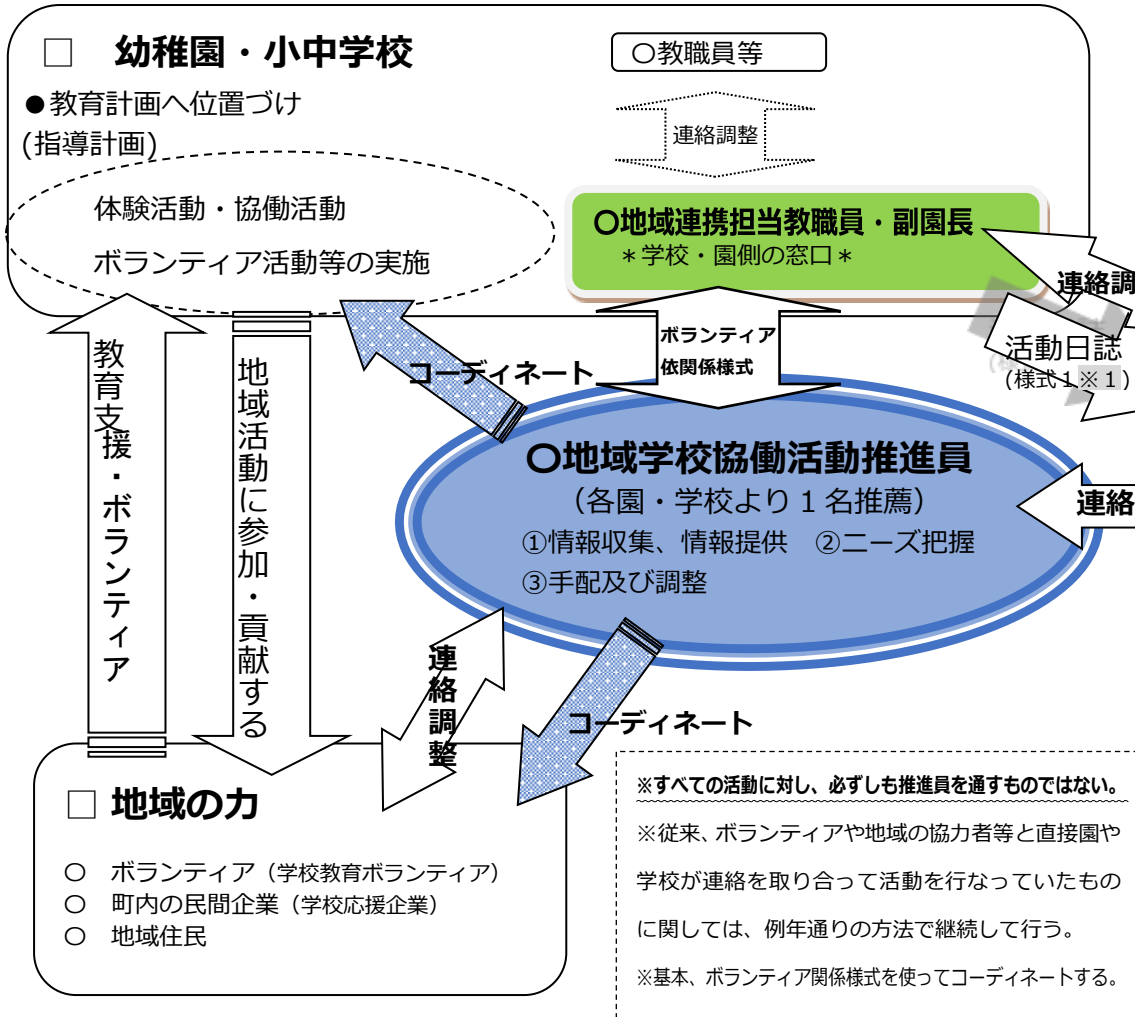 □ 幼稚園・小中学校
〇教職員等
●教育計画へ位置づけ
(指導計画)
連絡調整
体験活動・協働活動
ボランティア活動等の実施
〇地域連携担当教職員・副園長
＊学校・園側の窓口＊
連絡調
活動日誌
(様式１※１)
ボランティア
依関係様式
コーディネート
教育支援・ボランティア
地域活動に参加・貢献する
〇地域学校協働活動推進員
（各園・学校より１名推薦）
①情報収集、情報提供　②ニーズ把握
③手配及び調整
連絡
連絡調整
コーディネート
□ 地域の力
〇　ボランティア（学校教育ボランティア）
〇　町内の民間企業（学校応援企業）
〇　地域住民
※すべての活動に対し、必ずしも推進員を通すものではない。
※従来、ボランティアや地域の協力者等と直接園や
学校が連絡を取り合って活動を行なっていたもの
に関しては、例年通りの方法で継続して行う。
※基本、ボランティア関係様式を使ってコーディネートする。